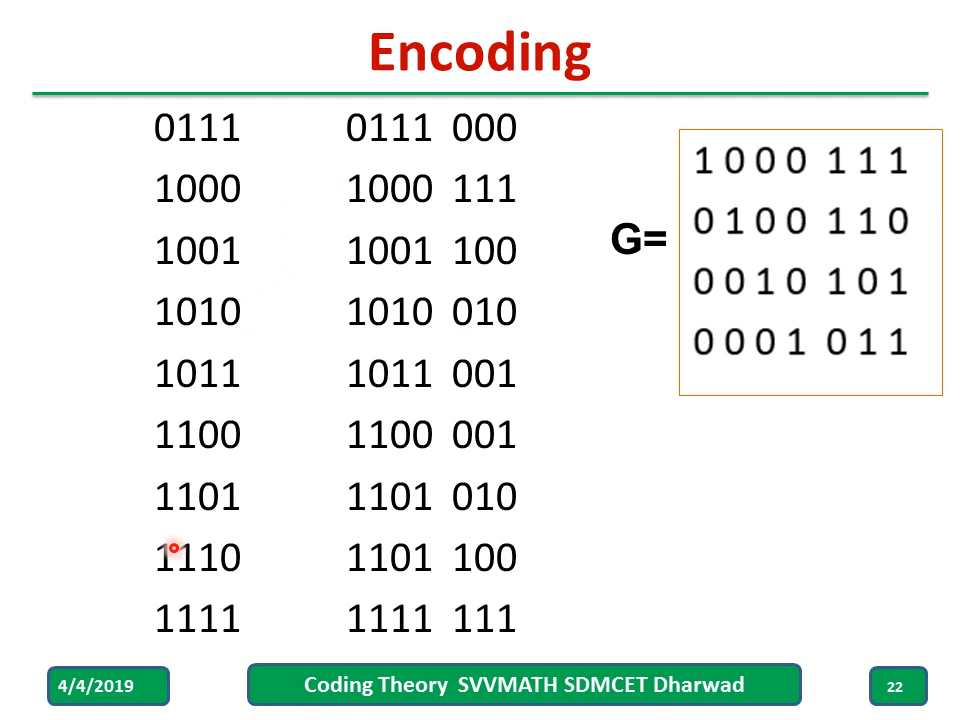 Encoding
0111 0111 000
1000 1000 111
1001 1001 100
1010 1010 010
1011 1011 001
1100 1100 001
1101 1101 010
1110 1101 100
1111 1111 111
G=
1 0 0 0 1 1 1
0 1 0 0 1 1 0
0 0 1 0 1 0 1
0 0 0 1 0 1 1
4/4/2019
Coding Theory SVVMATH SDMCET Dharwad
22